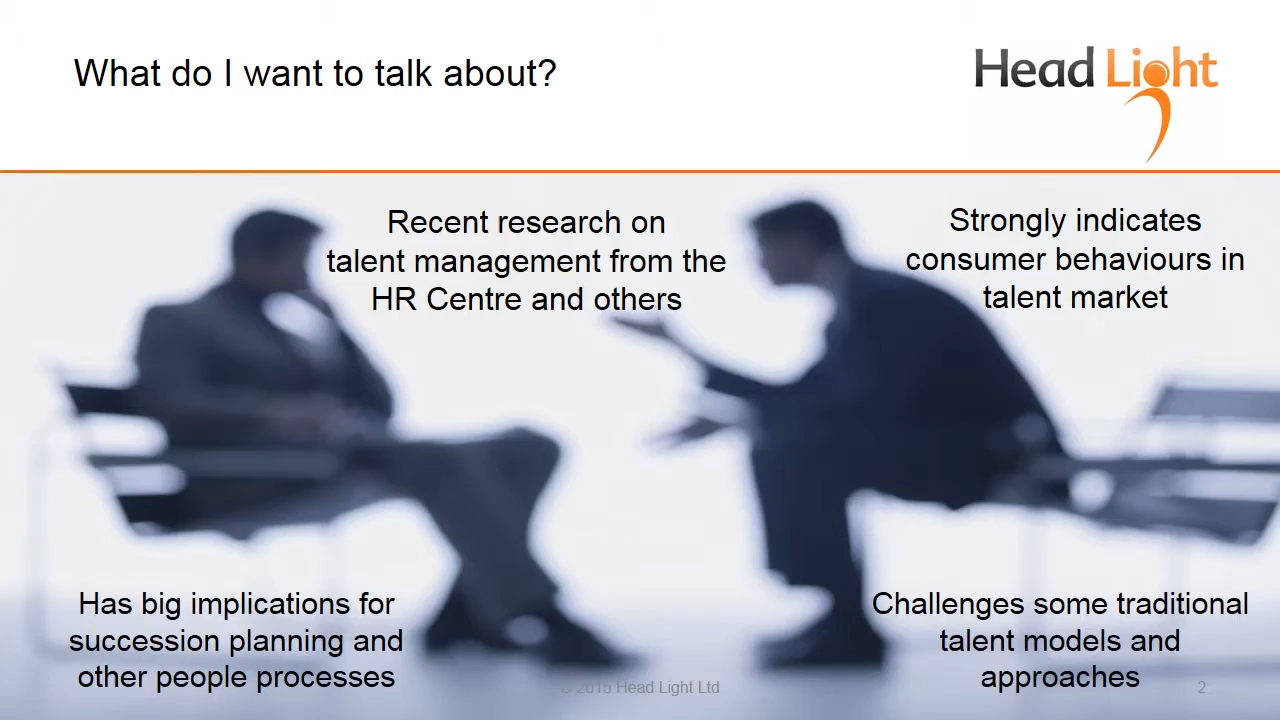 What do I want to talk about?
Head Light
Recent research on
talent management from the
HR Centre and others
Strongly indicates
consumer behaviours in
talent market
Has big implications for
succession planning and
other people processes
Challenges some traditional
talent models and
approaches
© 2015 Head Light Ltd
2